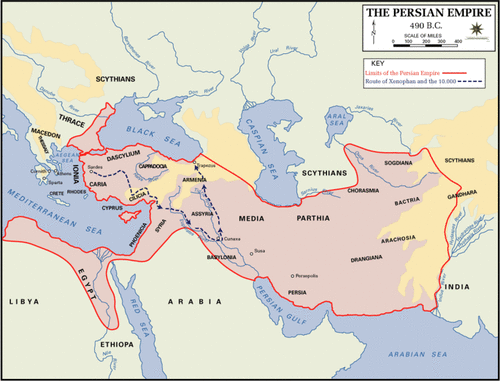 THE PERSIAN EMPIRE
490 B.C.
SCALE OF MILES
0 100 200 300 400
KEY
Limits of the Persian Empire
Route of Xenophon and the 10.000
SCYTHIANS
THRACE
MACEDON
BLACK SEA
CASPIAN SEA
ARAL SEA
SCYTHIANS
SOGDIANA
SCYTHIANS
AEGEAN SEA
IONIA
DASCYLIUM
Sardis
CAPPADOCIA
ARMENIA
Trapezus
Athens
Sparta
CARIA
CILICIA
CRETE
RHODES
CYPRUS
MEDITERRANEAN SEA
PHOENICIA
SYRIA
ASSYRIA
MEDIA
PARTHIA
CHORASMIA
BACTRIA
GANDHARA
Cunaxa
BABYLONIA
Susa
ARACHOSIA
DRANGIANA
Persepolis
PERSIA
INDIA
EGYPT
LIBYA
ARABIA
PERSIAN GULF
RED SEA
ETHIOPIA
Nile River
ARABIAN SEA